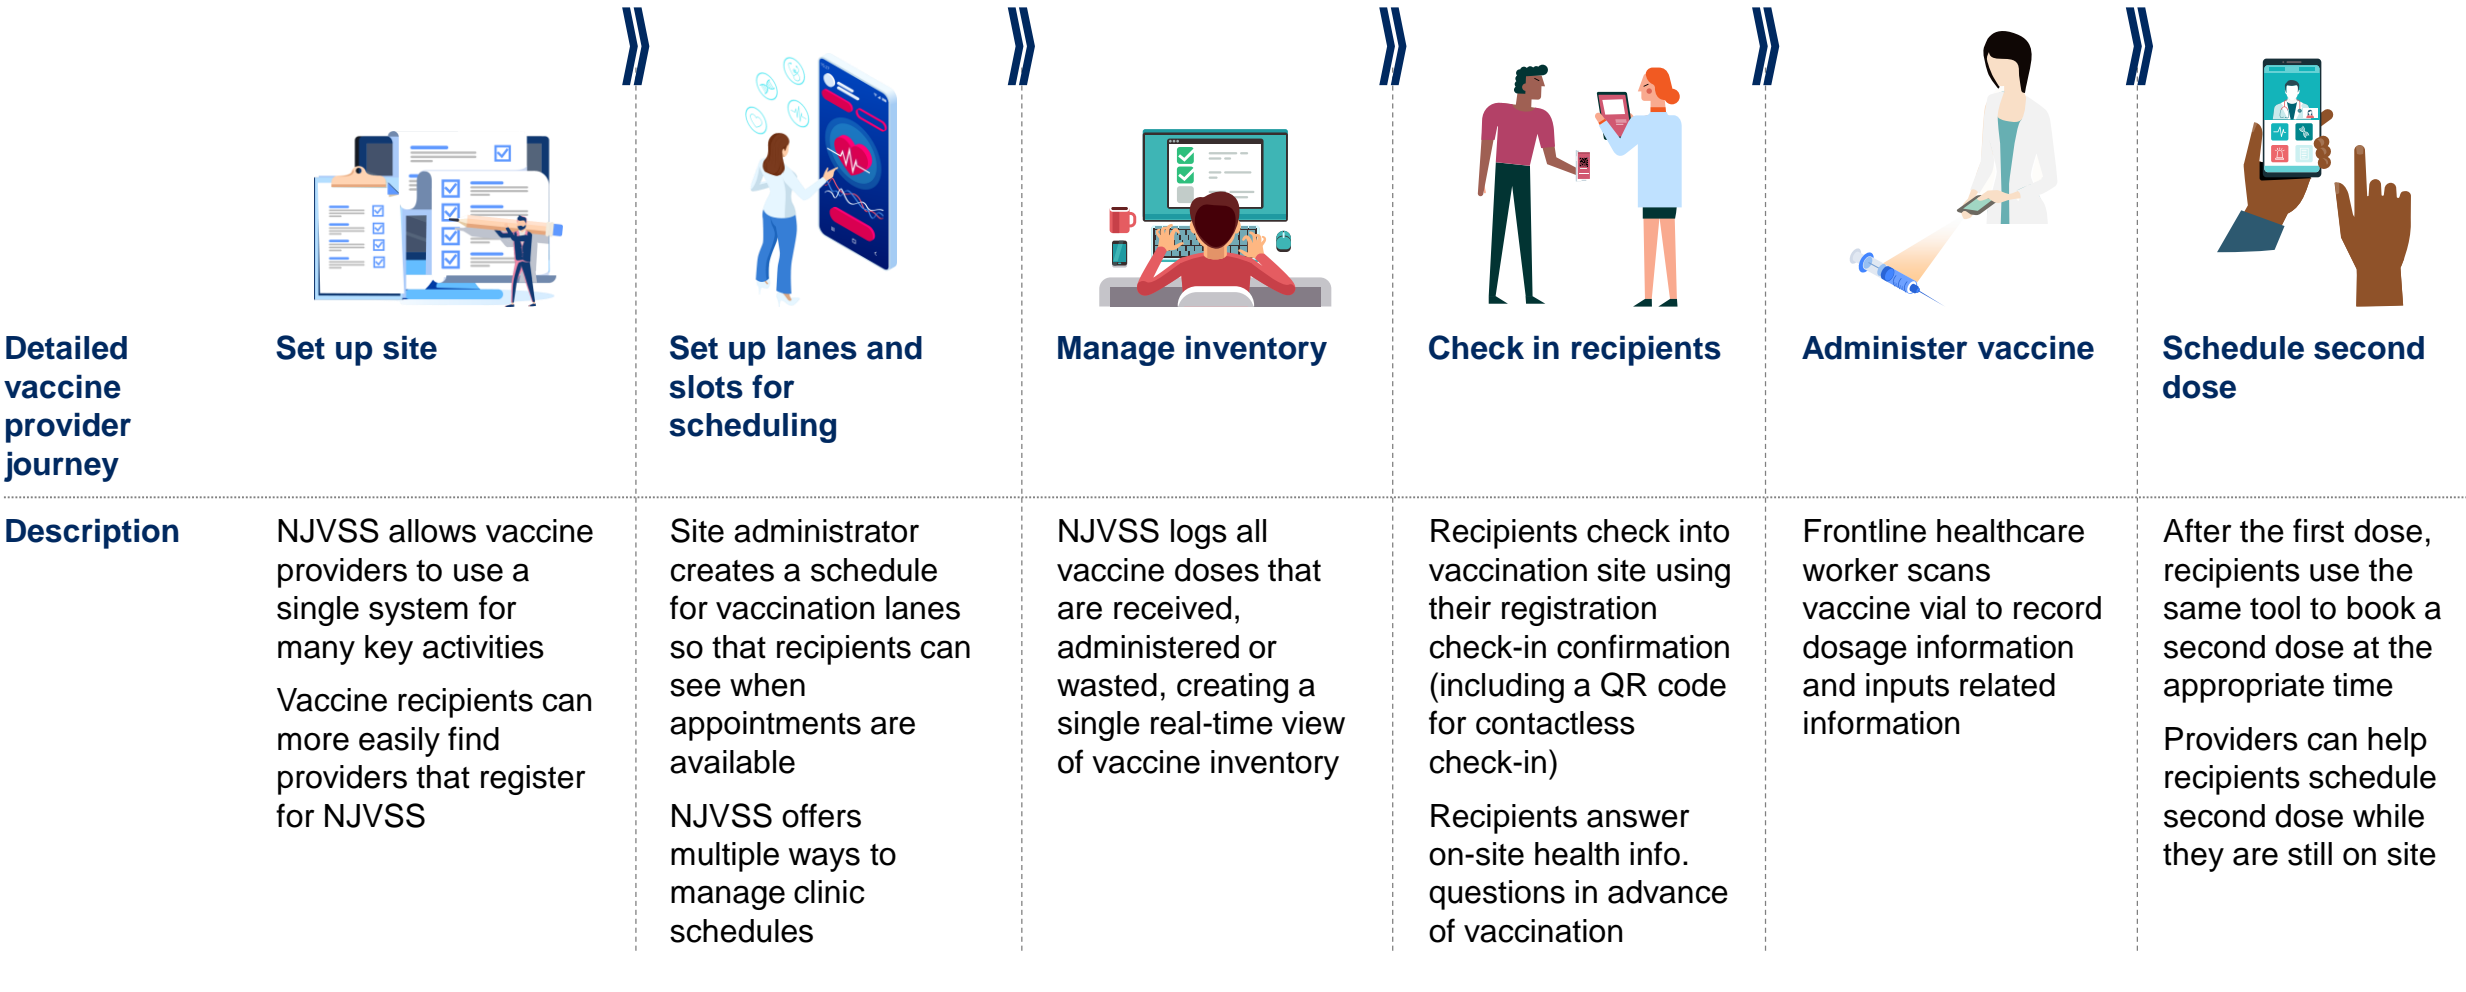 Detailed
vaccine
provider
journey
Set up site
Set up lanes and
slots for
scheduling
Manage inventory
Check in recipients
Administer vaccine
Schedule second
dose
Description
NJVSS allows vaccine
providers to use a
single system for
many key activities
Vaccine recipients can
more easily find
providers that register
for NJVSS
Site administrator
creates a schedule
for vaccination lanes
so that recipients can
see when
appointments are
available
NJVSS offers
multiple ways to
manage clinic
schedules
NJVSS logs all
vaccine doses that
are received,
administered or
wasted, creating a
single real-time view
of vaccine inventory
Recipients check into
vaccination site using
their registration
check-in confirmation
(including a QR code
for contactless
check-in)
Recipients answer
on-site health info.
questions in advance
of vaccination
Frontline healthcare
worker scans
vaccine vial to record
dosage information
and inputs related
information
After the first dose,
recipients use the
same tool to book a
second dose at the
appropriate time
Providers can help
recipients schedule
second dose while
they are still on site